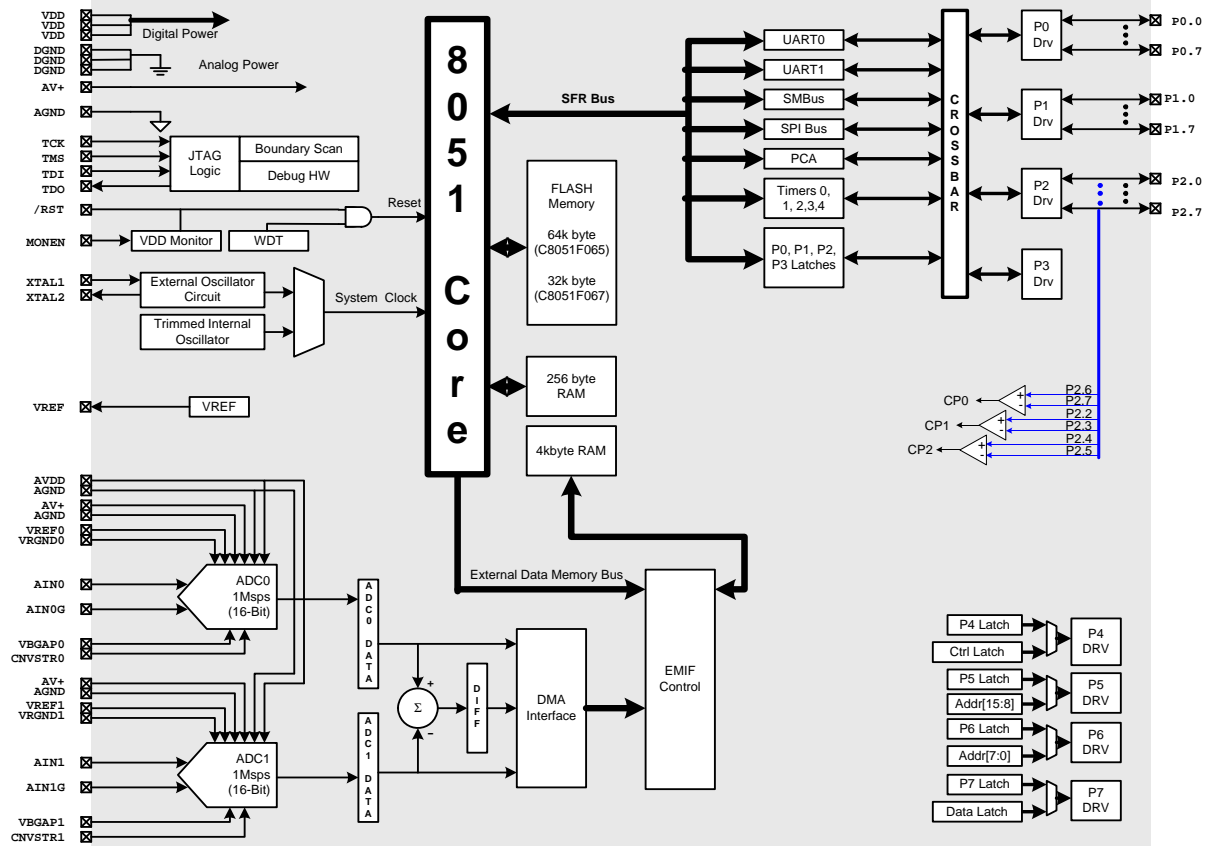 VDD
VDD
VDD
Digital Power
DGND
DGND
DGND
Analog Power
AV+
AGND
TCK
TMS
TDI
TDO
JTAG
Logic
Boundary Scan
Debug HW
/RST
Reset
MONEN
VDD Monitor
WDT
XTAL1
XTAL2
External Oscillator
Circuit
System Clock
Trimmed Internal
Oscillator
VREF
VREF
8051 Core
SFR Bus
FLASH
Memory
64k byte
(C8051F065)
32k byte
(C8051F067)
256 byte
RAM
4kbyte RAM
UART0
UART1
SMBus
SPI Bus
PCA
Timers 0,
1, 2,3,4
P0, P1, P2,
P3 Latches
CROSSBAR
P0
Drv
P0.0
P0.7
P1
Drv
P1.0
P1.7
P2
Drv
P2.0
P2.7
P3
Drv
CP0
+
-
P2.6
P2.7
CP1
+
-
P2.2
P2.3
CP2
+
-
P2.4
P2.5
AVDD
AGND
AV+
AGND
VREF0
VRGND0
AIN0
AIN0G
VBGAP0
CNVSTR0
ADC0
1Msps
(16-Bit)
ADC0 DATA
AV+
AGND
VREF1
VRGND1
AIN1
AIN1G
VBGAP1
CNVSTR1
ADC1
1Msps
(16-Bit)
ADC1 DATA
+
Σ
−
DIFF
DMA
Interface
External Data Memory Bus
EMIF
Control
P4 Latch
Ctrl Latch
P4
DRV
P5 Latch
Addr[15:8]
P5
DRV
P6 Latch
Addr[7:0]
P6
DRV
P7 Latch
Data Latch
P7
DRV